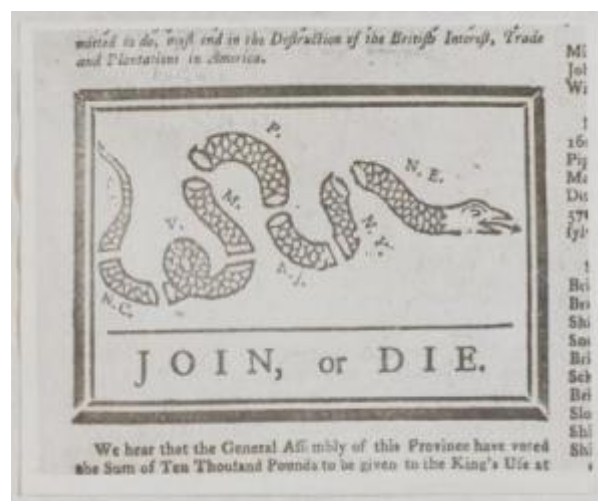 mitted to do, must end in the Destruction of the British Interest, Trade
and Plantations in America.
P.
N. E.
M.
V.
N. Y.
N. J.
N. C.
JOIN, or DIE.
We hear that the General Assembly of this Province have voted
the Sum of Ten Thousand Pounds to be given to the King's Use at